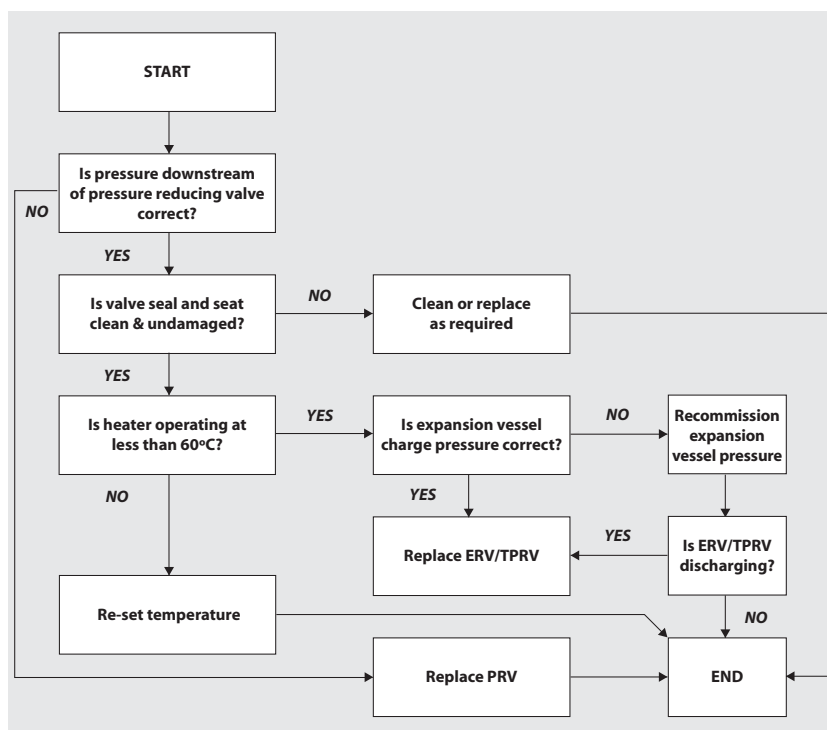 START
Is pressure downstream
of pressure reducing valve
correct?
NO
YES
Is valve seal and seat
clean & undamaged?
NO
Clean or replace
as required
YES
Is heater operating at
less than 60ºC?
YES
Is expansion vessel
charge pressure correct?
NO
Recommission
expansion
vessel pressure
NO
YES
Replace ERV/TPRV
YES
Is ERV/TPRV
discharging?
Re-set temperature
NO
Replace PRV
END